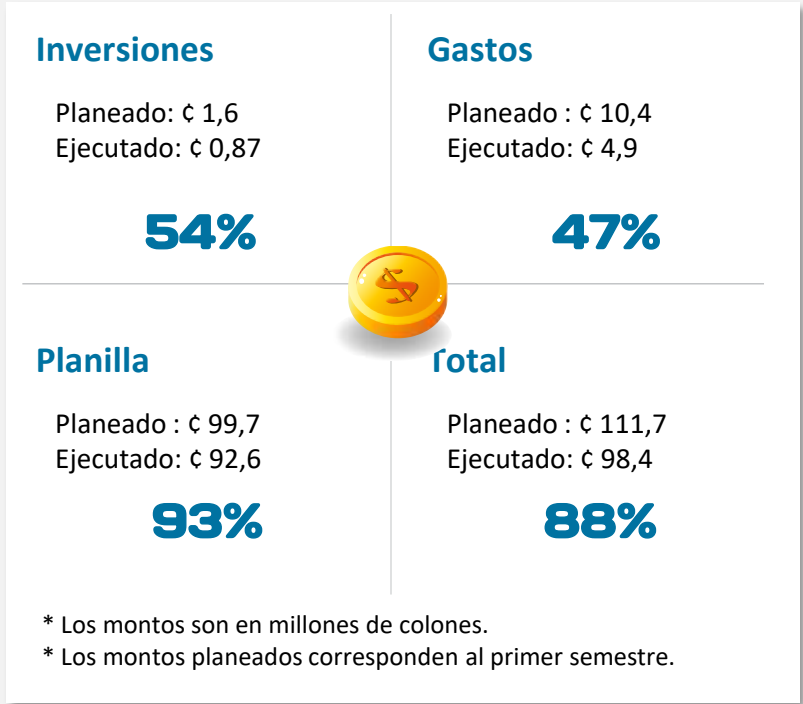 Inversiones
Planeado: ¢ 1,6
Ejecutado: ¢ 0,87
54%
Gastos
Planeado : ¢ 10,4
Ejecutado: ¢ 4,9
47%
$
Planilla
Planeado : ¢ 99,7
Ejecutado: ¢ 92,6
93%
Total
Planeado : ¢ 111,7
Ejecutado: ¢ 98,4
88%
* Los montos son en millones de colones.
* Los montos planeados corresponden al primer semestre.